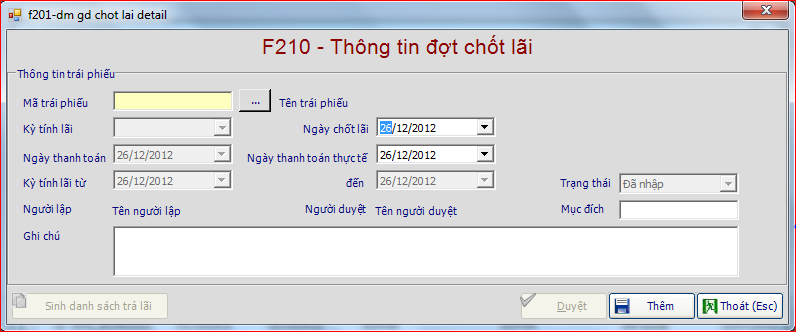 f201-dm gd chot lai detail
F210 - Thông tin đợt chốt lãi
Thông tin trái phiếu
Mã trái phiếu ... Tên trái phiếu
Kỳ tính lãi Ngày chốt lãi 26/12/2012
Ngày thanh toán 26/12/2012 Ngày thanh toán thực tế 26/12/2012
Kỳ tính lãi từ 26/12/2012 đến 26/12/2012 Trạng thái Đã nhập
Người lập Tên người lập Người duyệt Tên người duyệt Mục đích
Ghi chú
Sinh danh sách trả lãi Duyệt Thêm Thoát (Esc)